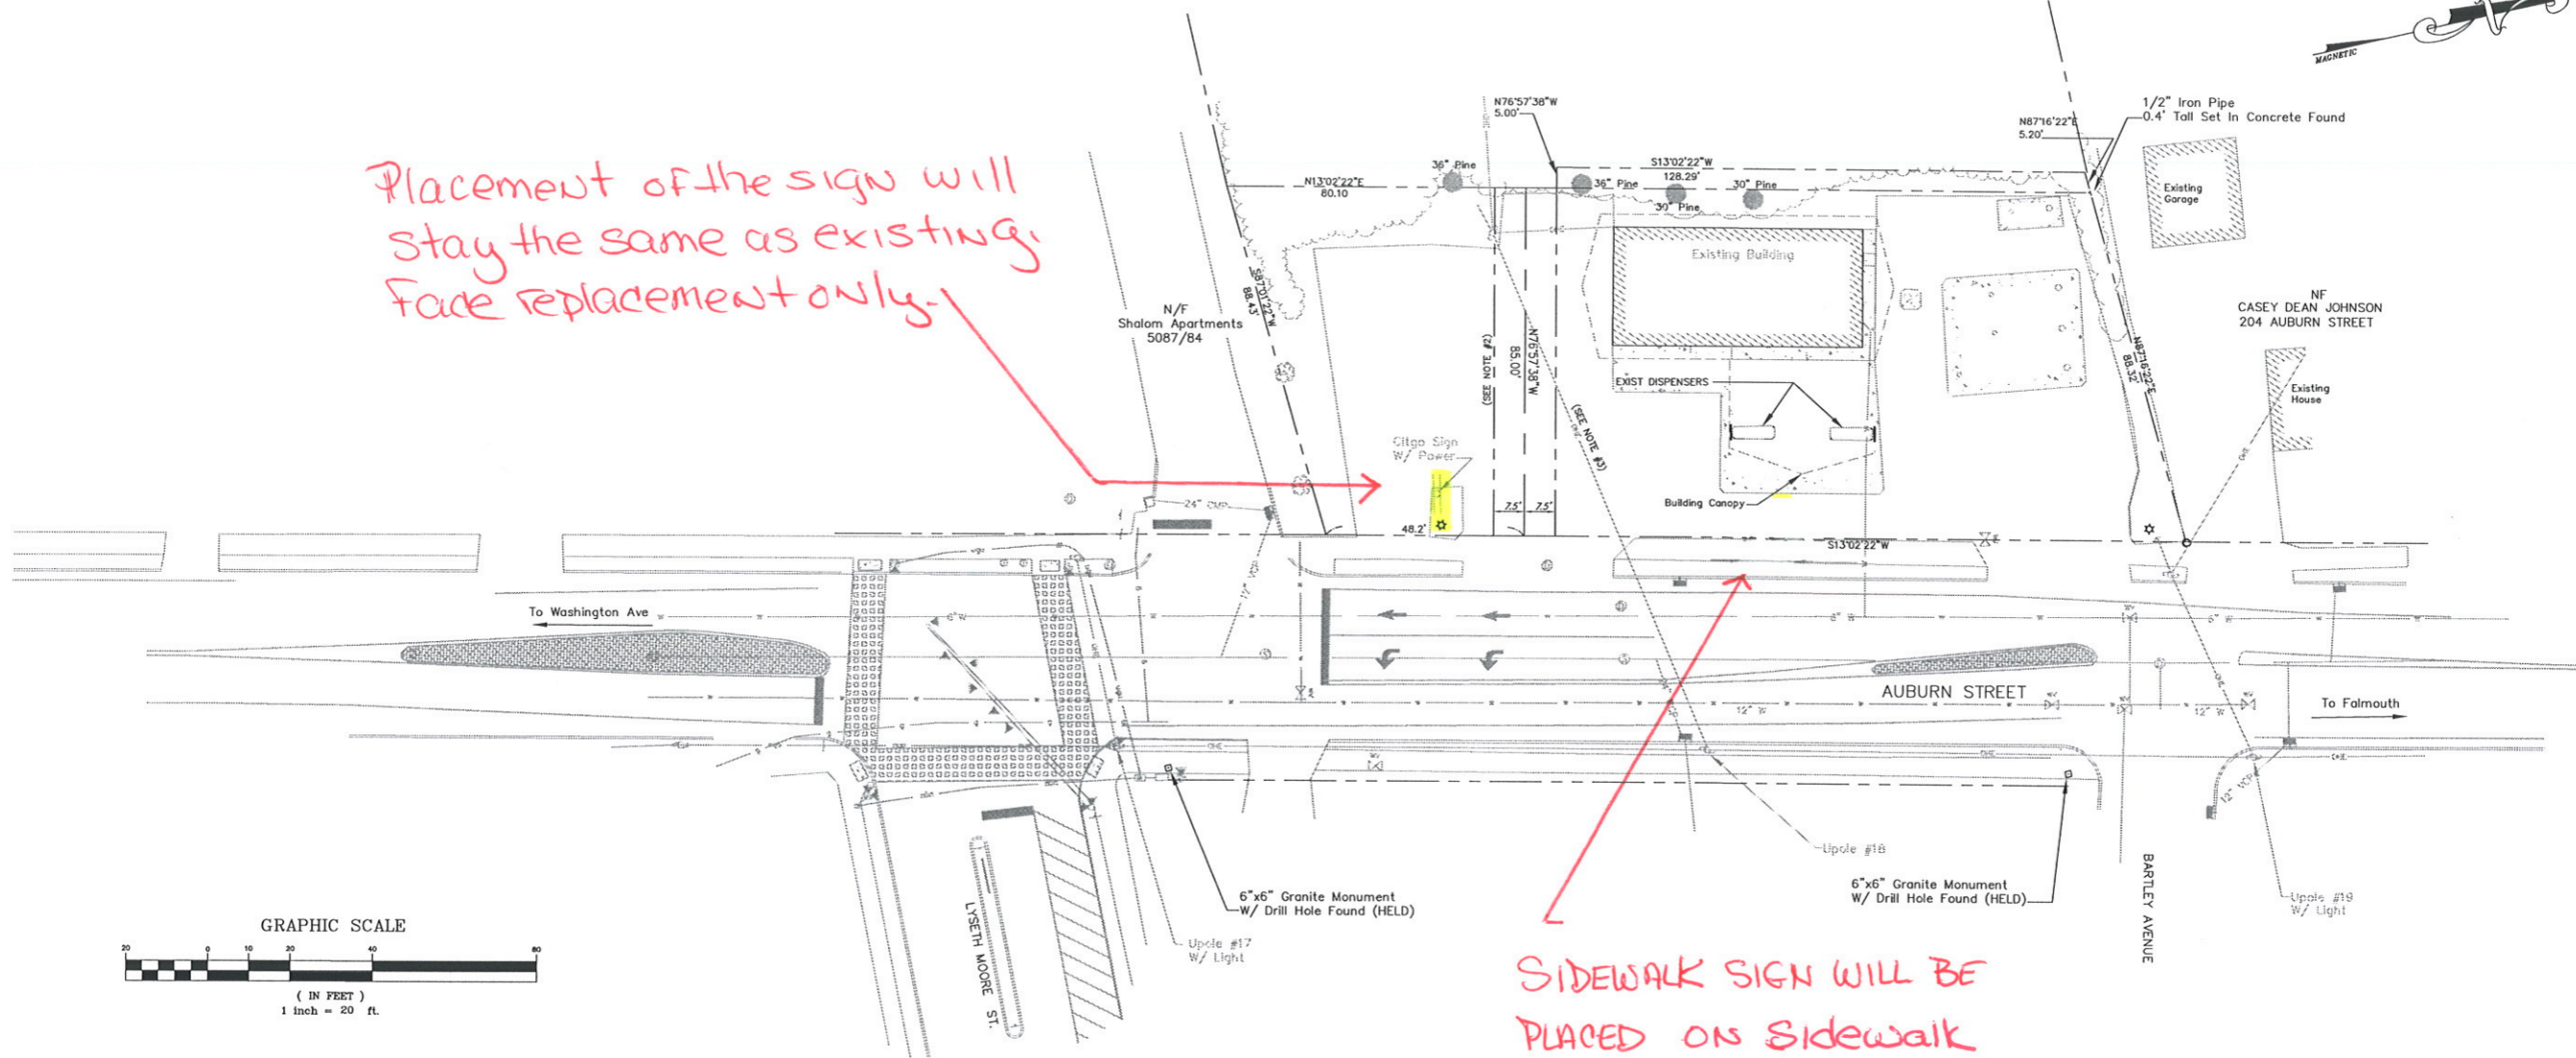 MAGNETIC
Placement of the sign will
stay the same as existing.
Face replacement only.
N76°57'38"W
5.00'
1/2" Iron Pipe
0.4' Tall Set In Concrete Found
N87°16'22"E
5.20'
36" Pine
S13°02'22"W
128.29'
36" Pine
30" Pine
30" Pine
N13°02'22"E
80.10
Existing
Garage
Existing Building
N/F
Shalom Apartments
5087/84
S87°01'22"W
88.43'
(SEE NOTE #2)
N76°57'38"W
85.00'
(SEE NOTE #3)
NF
CASEY DEAN JOHNSON
204 AUBURN STREET
N87°16'22"E
88.32'
EXIST DISPENSERS
Existing
House
Citgo Sign
W/ Power
Building Canopy
24" CMP
48.2'
7.5'
7.5'
S13°02'22"W
12" VCP
To Washington Ave
AUBURN STREET
12" W
12" W
To Falmouth
OHE
12" VCP
Upole #18
6"x6" Granite Monument
W/ Drill Hole Found (HELD)
6"x6" Granite Monument
W/ Drill Hole Found (HELD)
Upole #17
W/ Light
Upole #19
W/ Light
LYSETH MOORE ST.
BARTLEY AVENUE
GRAPHIC SCALE
20 0 10 20 40 80
( IN FEET )
1 inch = 20 ft.
SIDEWALK SIGN WILL BE
PLACED ON Sidewalk